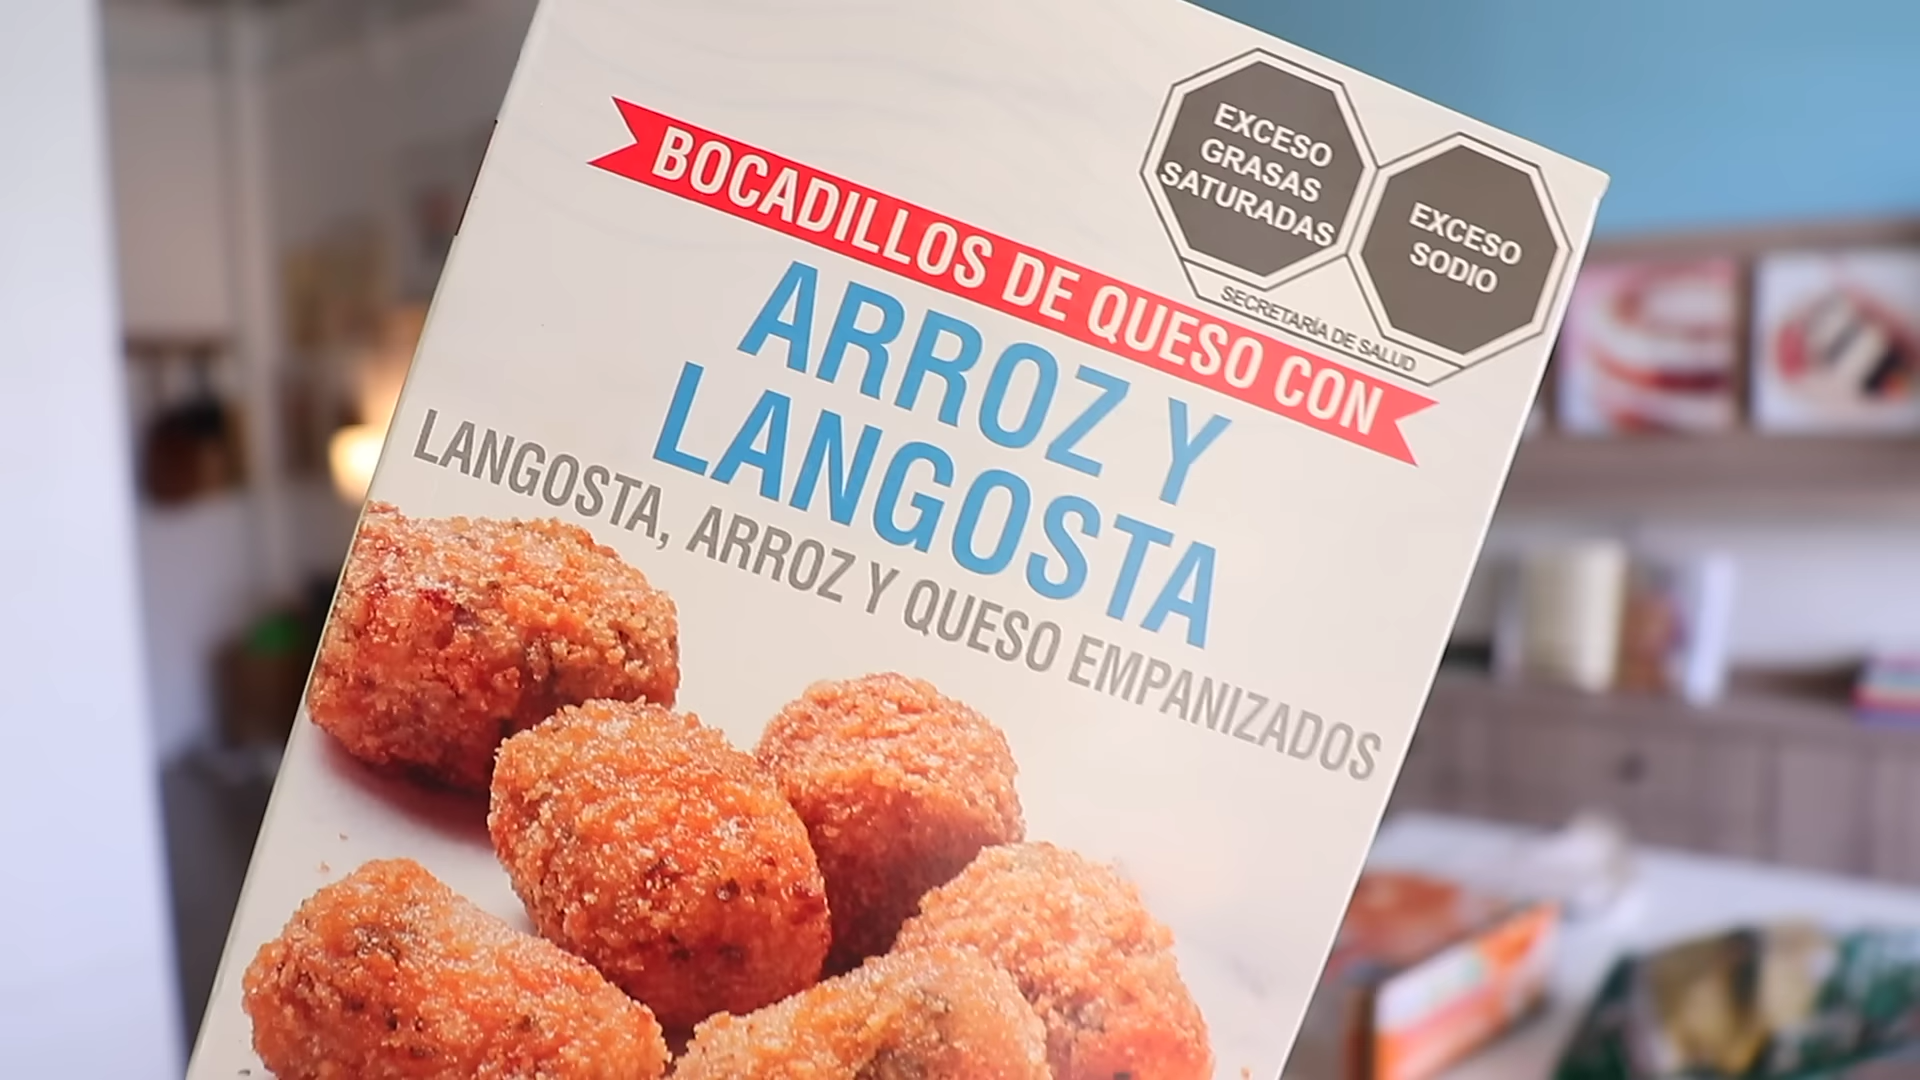 EXCESO
GRASAS
SATURADAS
EXCESO
SODIO
SECRETARÍA DE SALUD
BOCADILLOS DE QUESO CON
ARROZ Y
LANGOSTA
LANGOSTA, ARROZ Y QUESO EMPANIZADOS